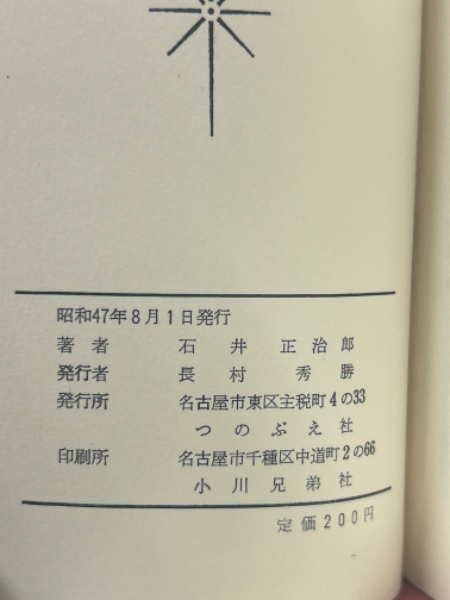 昭和47年8月1日発行
著者 石井 正治郎
発行者 長村 秀勝
発行所 名古屋市東区主税町4の33
つのぶえ社
印刷所 名古屋市千種区中道町2の66
小川兄弟社
定価200円